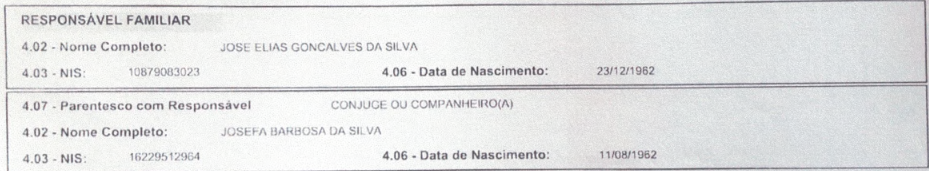 RESPONSÁVEL FAMILIAR
4.02 - Nome Completo: JOSE ELIAS GONCALVES DA SILVA
4.03 - NIS: 10879083023 4.06 - Data de Nascimento: 23/12/1962
4.07 - Parentesco com Responsável CONJUGE OU COMPANHEIRO(A)
4.02 - Nome Completo: JOSEFA BARBOSA DA SILVA
4.03 - NIS: 16229512964 4.06 - Data de Nascimento: 11/08/1962